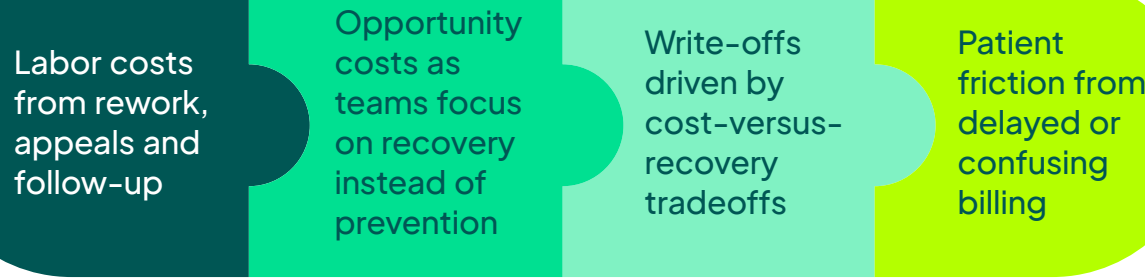 Labor costs
from rework,
appeals and
follow-up
Opportunity
costs as
teams focus
on recovery
instead of
prevention
Write-offs
driven by
cost-versus-
recovery
tradeoffs
Patient
friction from
delayed or
confusing
billing